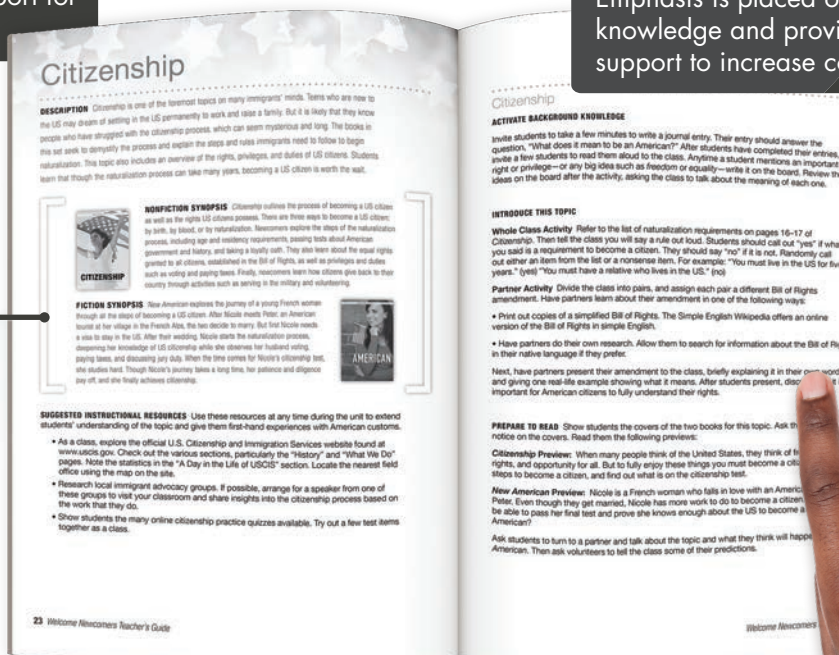 ort for
Emphasis is placed o
knowledge and provi
support to increase c
Citizenship
DESCRIPTION Citizenship is one of the foremost topics on many immigrants' minds. Teens who are new to
the US may dream of settling in the US permanently to work and raise a family. But it is likely that they know
people who have struggled with the citizenship process, which can seem mysterious and long. The books in
this set seek to demystify the process and explain the steps and rules immigrants need to follow to begin
naturalization. This topic also includes an overview of the rights, privileges, and duties of US citizens. Students
learn that though the naturalization process can take many years, becoming a US citizen is worth the wait.
CITIZENSHIP
NONFICTION SYNOPSIS Citizenship outlines the process of becoming a US citizen
as well as the rights US citizens possess. There are three ways to become a US citizen:
by birth, by blood, or by naturalization. Newcomers explore the steps of the naturalization
process, including age and residency requirements, passing tests about American
government and history, and taking a loyalty oath. They also learn about the equal rights
granted to all citizens, established in the Bill of Rights, as well as privileges and duties
such as voting and paying taxes. Finally, newcomers learn how citizens give back to their
country through activities such as serving in the military and volunteering.
FICTION SYNOPSIS New American explores the journey of a young French woman
through all the steps of becoming a US citizen. After Nicole meets Peter, an American
tourist at her village in the French Alps, the two decide to marry. But first Nicole needs
a visa to stay in the US. After their wedding, Nicole starts the naturalization process,
deepening her knowledge of US citizenship while she observes her husband voting,
paying taxes, and discussing jury duty. When the time comes for Nicole's citizenship test,
she studies hard. Though Nicole's journey takes a long time, her patience and diligence
pay off, and she finally achieves citizenship.
AMERICAN
SUGGESTED INSTRUCTIONAL RESOURCES Use these resources at any time during the unit to extend
students' understanding of the topic and give them first-hand experiences with American customs.
• As a class, explore the official U.S. Citizenship and Immigration Services website found at
www.uscis.gov. Check out the various sections, particularly the "History" and "What We Do"
pages. Note the statistics in the "A Day in the Life of USCIS" section. Locate the nearest field
office using the map on the site.
• Research local immigrant advocacy groups. If possible, arrange for a speaker from one of
these groups to visit your classroom and share insights into the citizenship process based on
the work that they do.
• Show students the many online citizenship practice quizzes available. Try out a few test items
together as a class.
23 Welcome Newcomers Teacher's Guide
Citizenship
ACTIVATE BACKGROUND KNOWLEDGE
Invite students to take a few minutes to write a journal entry. Their entry should answer the
question, "What does it mean to be an American?" After students have completed their entries,
invite a few students to read them aloud to the class. Anytime a student mentions an important
right or privilege—or any big idea such as freedom or equality—write it on the board. Review th
ideas on the board after the activity, asking the class to talk about the meaning of each one.
INTRODUCE THIS TOPIC
Whole Class Activity Refer to the list of naturalization requirements on pages 16–17 of
Citizenship. Then tell the class you will say a rule out loud. Students should call out "yes" if wha
you said is a requirement to become a citizen. They should say "no" if it is not. Randomly call
out either an item from the list or a nonsense item. For example: "You must live in the US for five
years." (yes) "You must have a relative who lives in the US." (no)
Partner Activity Divide the class into pairs, and assign each pair a different Bill of Rights
amendment. Have partners learn about their amendment in one of the following ways:
• Print out copies of a simplified Bill of Rights. The Simple English Wikipedia offers an online
version of the Bill of Rights in simple English.
• Have partners do their own research. Allow them to search for information about the Bill of Rig
in their native language if they prefer.
Next, have partners present their amendment to the class, briefly explaining it in their own word
and giving one real-life example showing what it means. After students present, disc
important for American citizens to fully understand their rights.
PREPARE TO READ Show students the covers of the two books for this topic. Ask th
notice on the covers. Read them the following previews:
Citizenship Preview: When many people think of the United States, they think of fr
rights, and opportunity for all. But to fully enjoy these things you must become a citi
steps to become a citizen, and find out what is on the citizenship test.
New American Preview: Nicole is a French woman who falls in love with an Americ
Peter. Even though they get married, Nicole has more work to do to become a citizen
be able to pass her final test and prove she knows enough about the US to become a
American?
Ask students to turn to a partner and talk about the topic and what they think will happe
American. Then ask volunteers to tell the class some of their predictions.
Welcome Newcomers